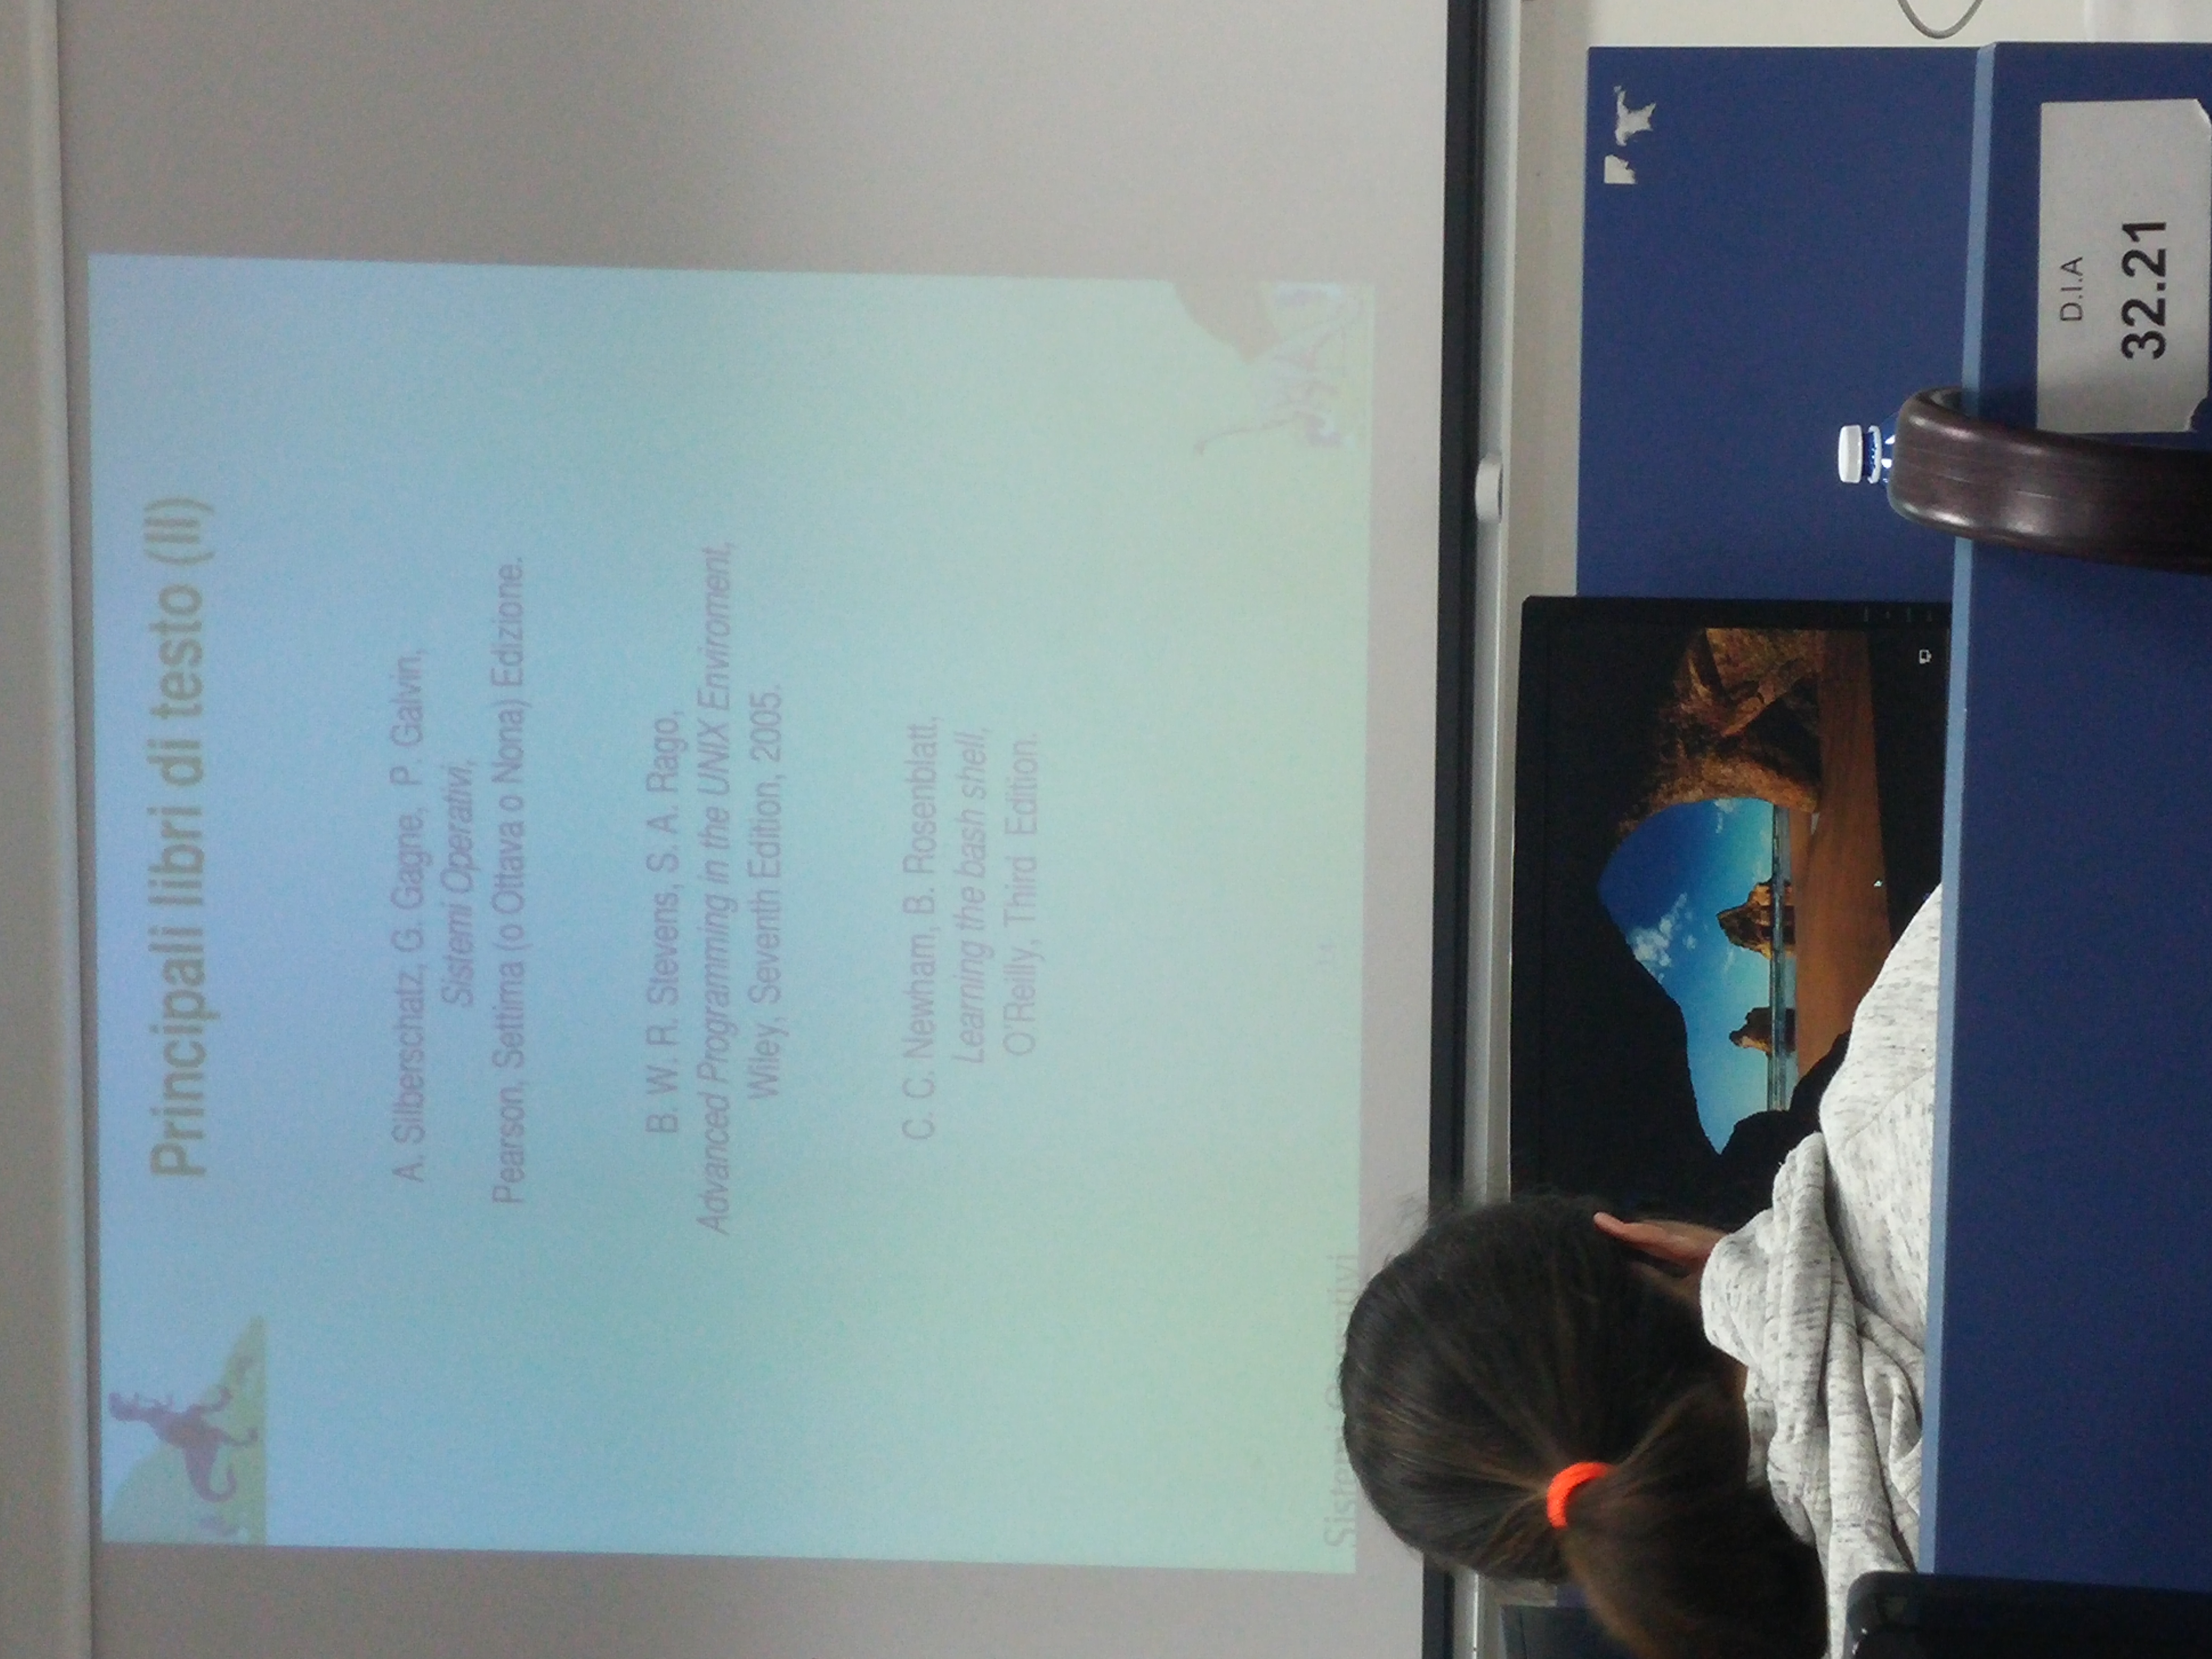 Principali libri di testo (II)
A. Silberschatz, G. Gagne, P. Galvin,
Sistemi Operativi,
Pearson, Settima (o Ottava o Nona) Edizione.
B. W. R. Stevens, S. A. Rago,
Advanced Programming in the UNIX Enviroment,
Wiley, Seventh Edition, 2005.
C. C. Newham, B. Rosenblatt,
Learning the bash shell,
O'Reilly, Third Edition.
Sistemi Operativi
D.I.A
32.21